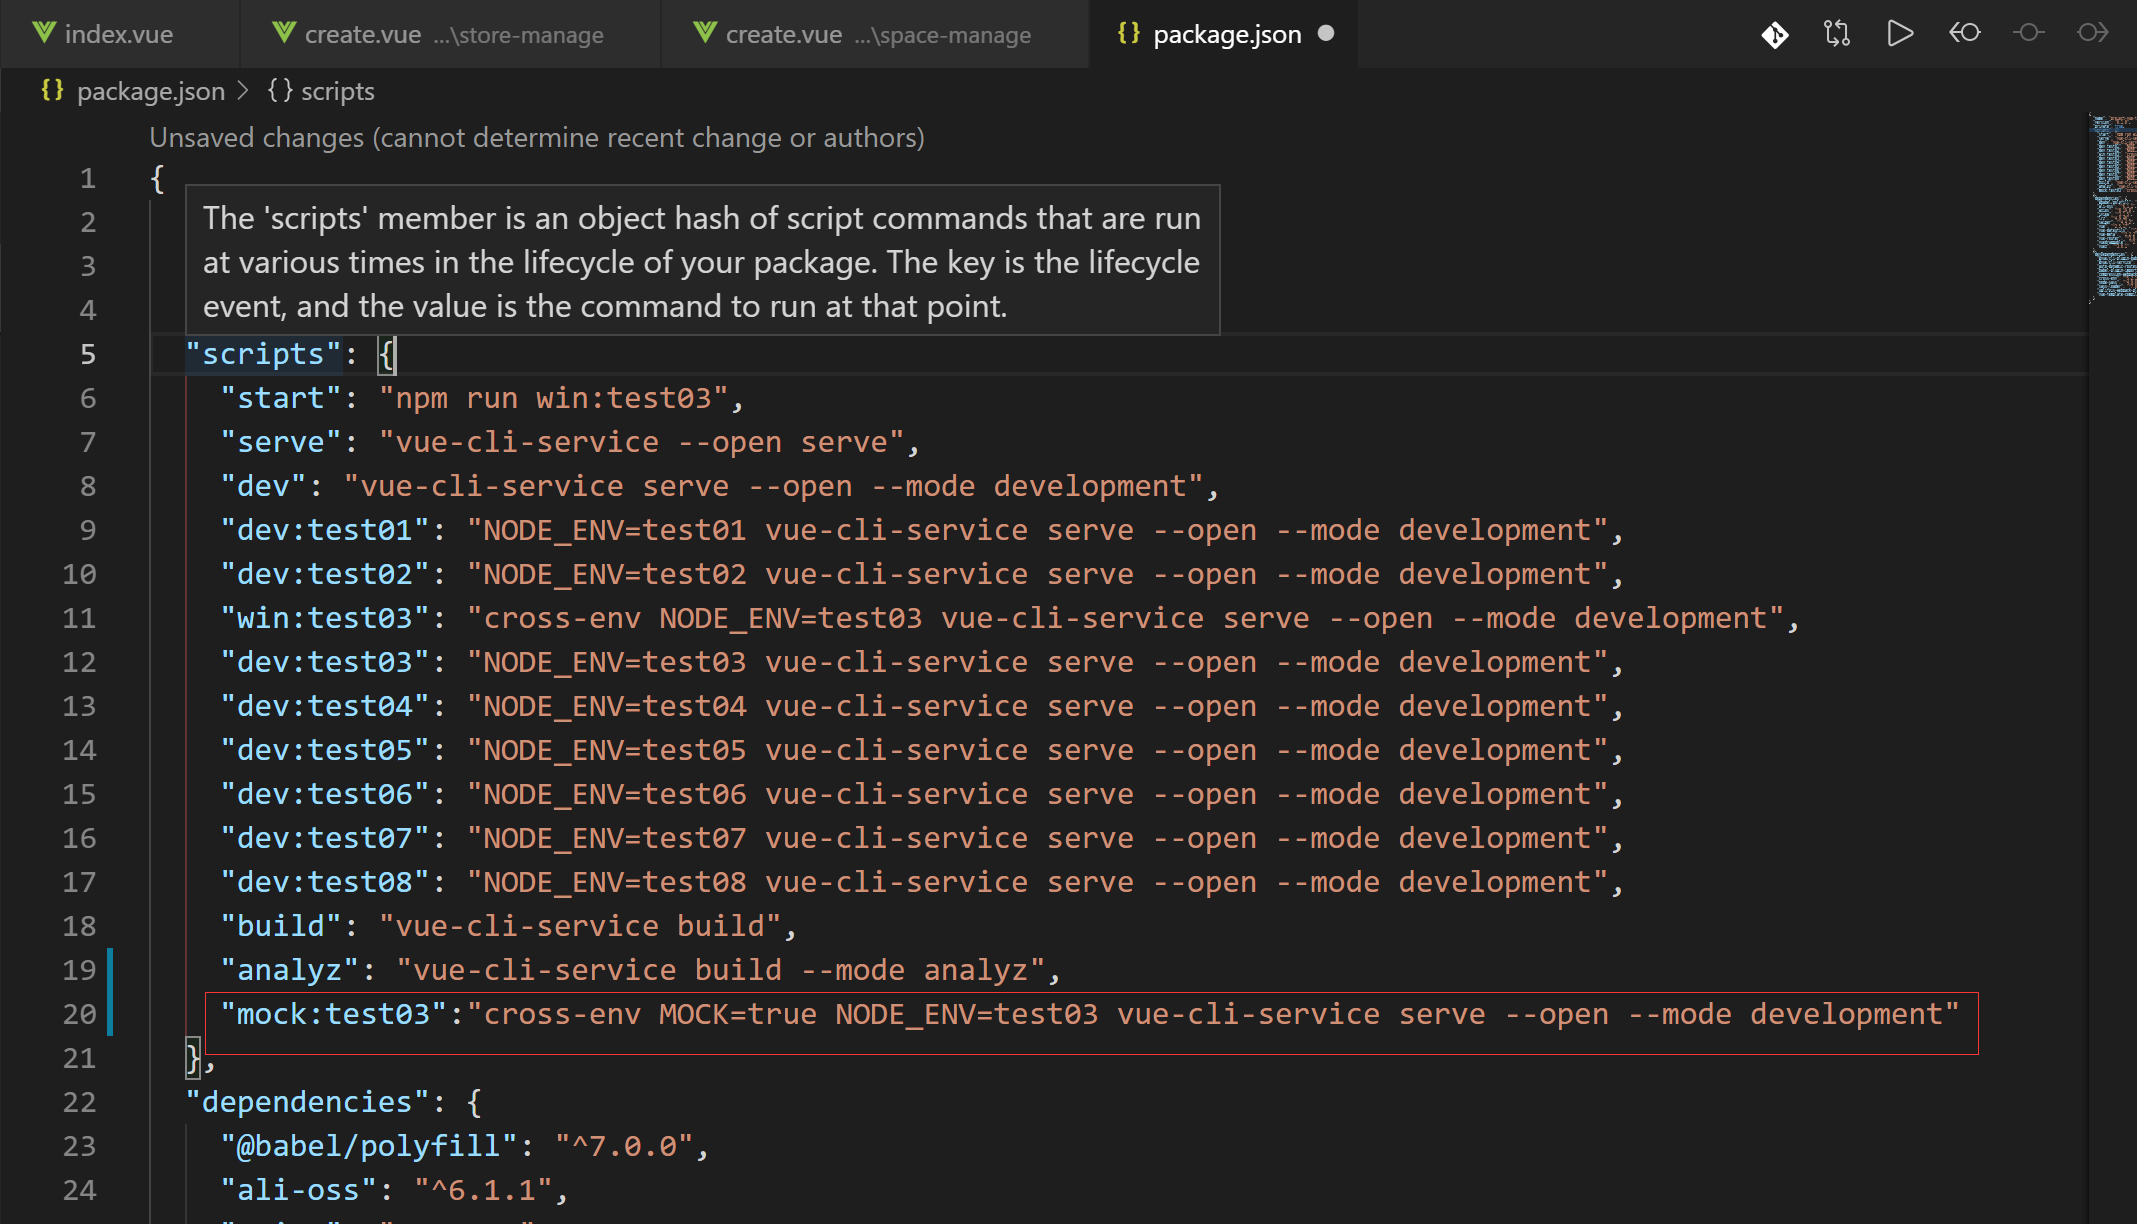 index.vue
create.vue ...\store-manage
create.vue ...\space-manage
{} package.json
{} package.json > {} scripts
Unsaved changes (cannot determine recent change or authors)
1 {
2
3
4
The 'scripts' member is an object hash of script commands that are run
at various times in the lifecycle of your package. The key is the lifecycle
event, and the value is the command to run at that point.
5 "scripts": {
6 "start": "npm run win:test03",
7 "serve": "vue-cli-service --open serve",
8 "dev": "vue-cli-service serve --open --mode development",
9 "dev:test01": "NODE_ENV=test01 vue-cli-service serve --open --mode development",
10 "dev:test02": "NODE_ENV=test02 vue-cli-service serve --open --mode development",
11 "win:test03": "cross-env NODE_ENV=test03 vue-cli-service serve --open --mode development",
12 "dev:test03": "NODE_ENV=test03 vue-cli-service serve --open --mode development",
13 "dev:test04": "NODE_ENV=test04 vue-cli-service serve --open --mode development",
14 "dev:test05": "NODE_ENV=test05 vue-cli-service serve --open --mode development",
15 "dev:test06": "NODE_ENV=test06 vue-cli-service serve --open --mode development",
16 "dev:test07": "NODE_ENV=test07 vue-cli-service serve --open --mode development",
17 "dev:test08": "NODE_ENV=test08 vue-cli-service serve --open --mode development",
18 "build": "vue-cli-service build",
19 "analyz": "vue-cli-service build --mode analyz",
20 "mock:test03":"cross-env MOCK=true NODE_ENV=test03 vue-cli-service serve --open --mode development"
21 },
22 "dependencies": {
23 "@babel/polyfill": "^7.0.0",
24 "ali-oss": "^6.1.1",